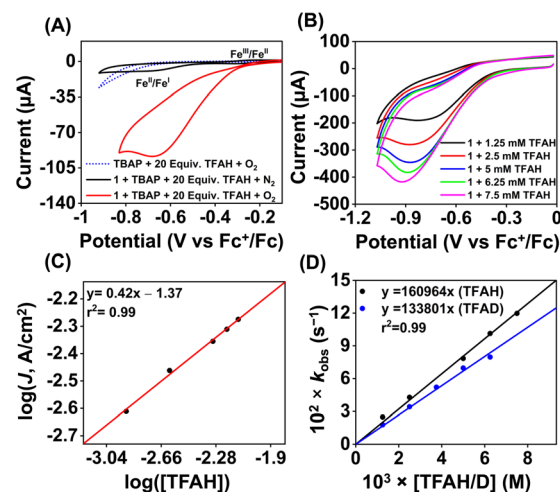 (A)
0
-35
-70
-105
-140
Current (μA)
Fe^III/Fe^II
Fe^II/Fe^I
TBAP + 20 Equiv. TFAH + O₂
1 + TBAP + 20 Equiv. TFAH + N₂
1 + TBAP + 20 Equiv. TFAH + O₂
-1 -0.8 -0.6 -0.4 -0.2
Potential (V vs Fc⁺/Fc)
(B)
200
100
0
-100
-200
-300
-400
-500
Current (μA)
1 + 1.25 mM TFAH
1 + 2.5 mM TFAH
1 + 5 mM TFAH
1 + 6.25 mM TFAH
1 + 7.5 mM TFAH
-1.2 -0.9 -0.6 -0.3 0
Potential (V vs Fc⁺/Fc)
(C)
y= 0.42x − 1.37
r²= 0.99
-2.2
-2.3
-2.4
-2.5
-2.6
-2.7
log(J, A/cm²)
-3.04 -2.66 -2.28 -1.9
log([TFAH])
(D)
y =160964x (TFAH)
y =133801x (TFAD)
r²=0.99
15
12
9
6
3
0
10² × k_obs (s⁻¹)
0 2 4 6 8
10³ × [TFAH/D] (M)